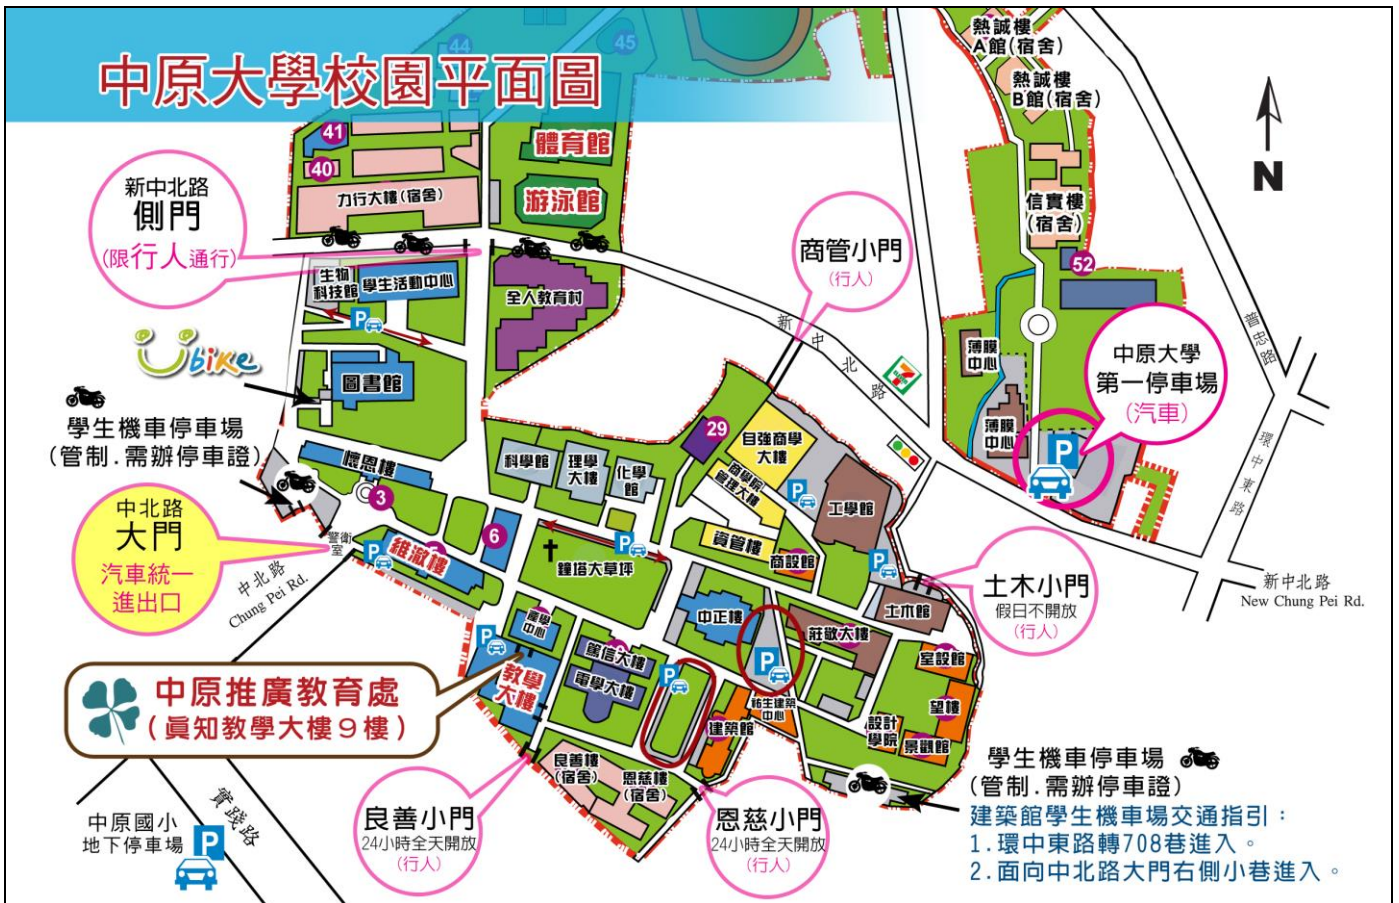 中原大學校園平面圖
44
45
41
40
力行大樓(宿舍)
體育館
游泳館
熱誠樓
A館(宿舍)
熱誠樓
B館(宿舍)
N
信實樓
(宿舍)
52
新中北路
側門
(限行人通行)
商管小門
(行人)
生物
科技館
學生活動中心
全人教育村
P
Ubike
圖書館
新中北路
7
ELEVEN
普忠路
環中東路
薄膜
中心
薄膜
中心
中原大學
第一停車場
(汽車)
P
學生機車停車場
(管制.需辦停車證)
懷恩樓
3
科學館
理學
大樓
化學
館
29
自強商學
大樓
商學院
管理大樓
P
工學館
中北路
大門
汽車統一
進出口
警衛
室
P
維澈樓
6
鐘塔大草坪
P
資管樓
商設館
P
土木館
土木小門
假日不開放
(行人)
新中北路
New Chung Pei Rd.
中北路
Chung Pei Rd.
產學
中心
P
教學
大樓
篤信大樓
電學大樓
P
中正樓
P
莊敬大樓
室設館
望樓
設計
學院
景觀館
建築館
祐生建築
中心
中原推廣教育處
(真知教學大樓9樓)
良善樓
(宿舍)
恩慈樓
(宿舍)
良善小門
24小時全天開放
(行人)
恩慈小門
24小時全天開放
(行人)
實踐路
中原國小
地下停車場
P
學生機車停車場
(管制.需辦停車證)
建築館學生機車場交通指引：
1.環中東路轉708巷進入。
2.面向中北路大門右側小巷進入。